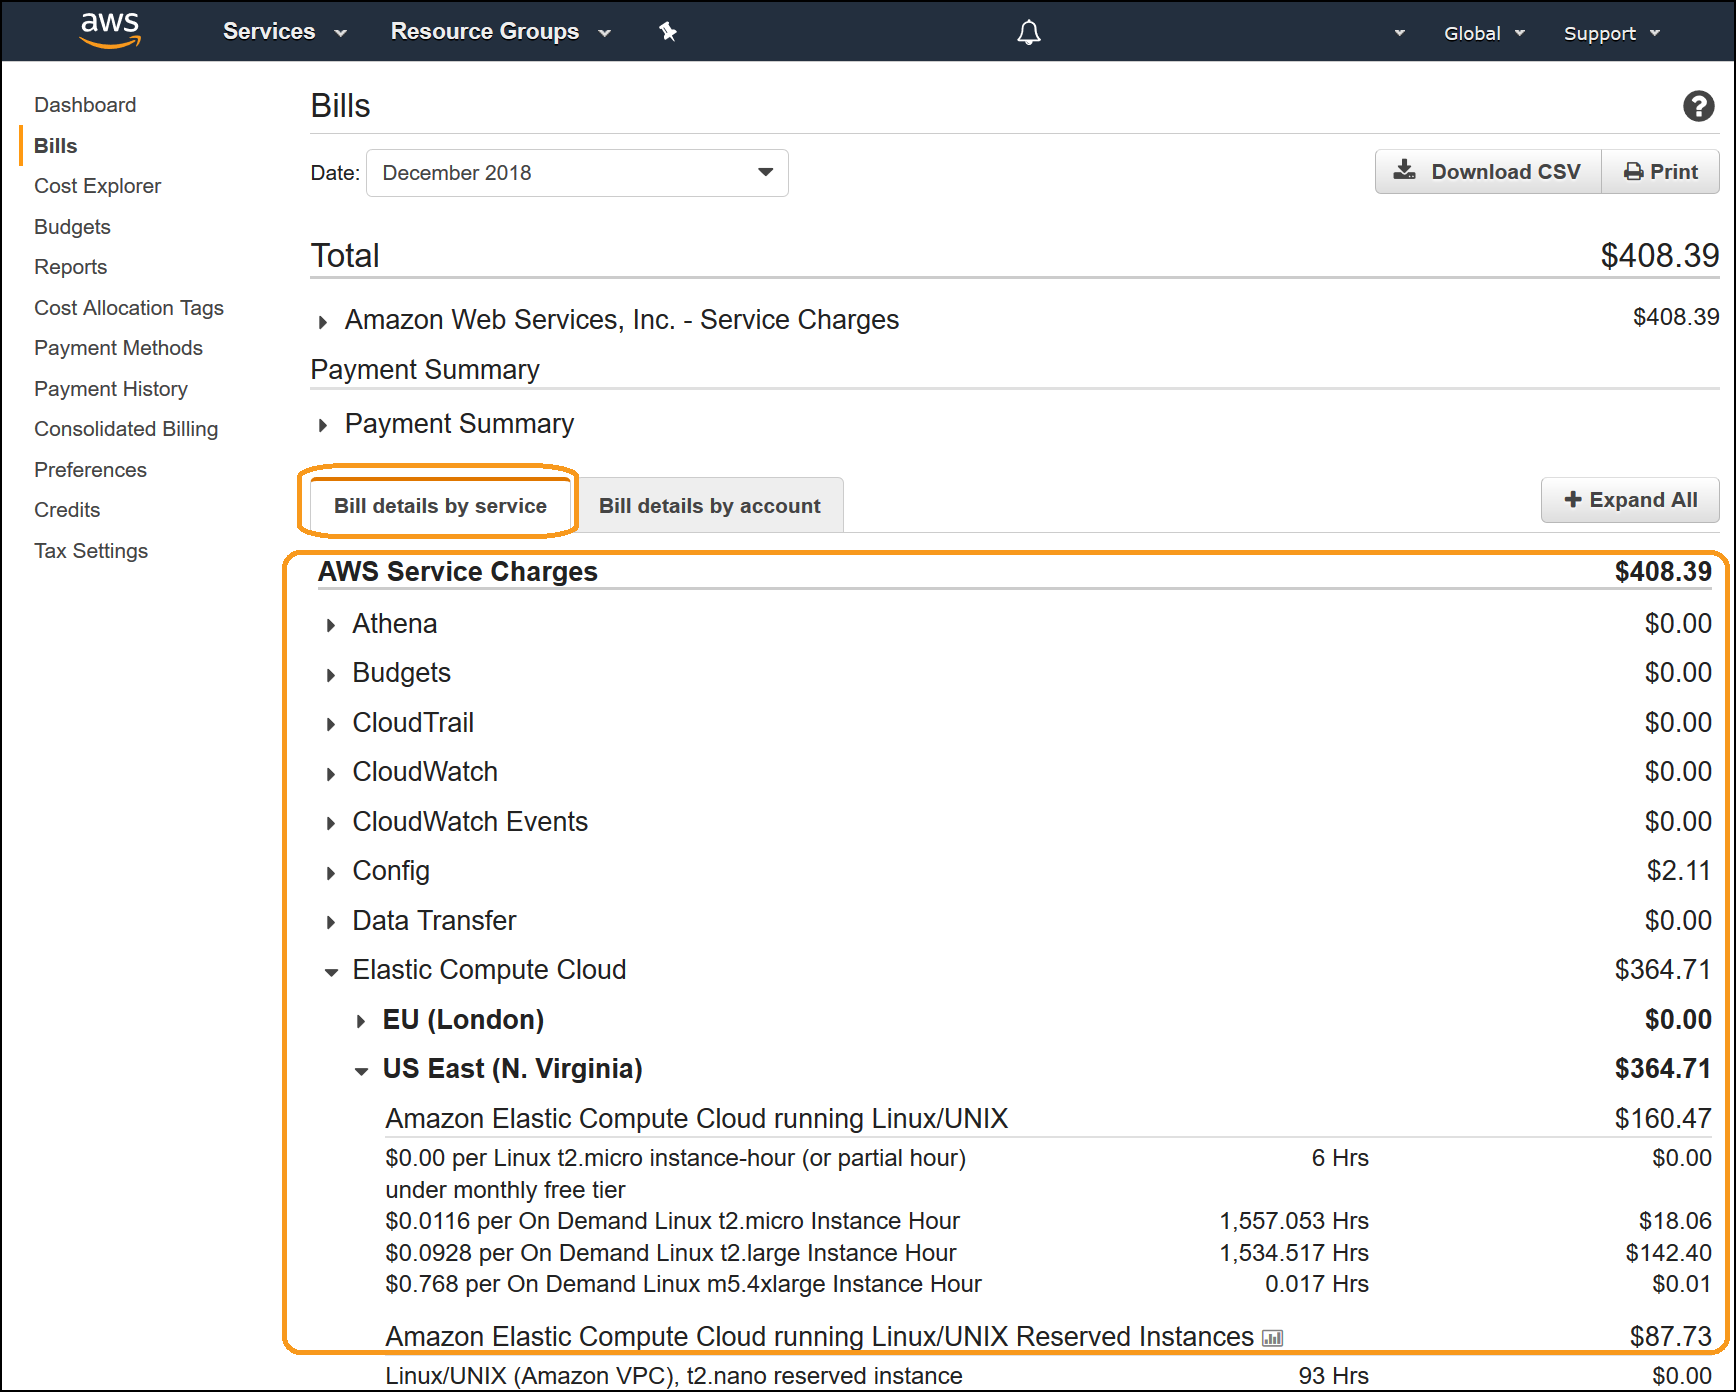 aws Services Resource Groups Global Support
Dashboard
Bills
Cost Explorer
Budgets
Reports
Cost Allocation Tags
Payment Methods
Payment History
Consolidated Billing
Preferences
Credits
Tax Settings
Bills ?
Date: December 2018 Download CSV Print
Total $408.39
Amazon Web Services, Inc. - Service Charges $408.39
Payment Summary
Payment Summary
Bill details by service Bill details by account + Expand All
AWS Service Charges $408.39
Athena $0.00
Budgets $0.00
CloudTrail $0.00
CloudWatch $0.00
CloudWatch Events $0.00
Config $2.11
Data Transfer $0.00
Elastic Compute Cloud $364.71
EU (London) $0.00
US East (N. Virginia) $364.71
Amazon Elastic Compute Cloud running Linux/UNIX $160.47
$0.00 per Linux t2.micro instance-hour (or partial hour) 6 Hrs $0.00
under monthly free tier
$0.0116 per On Demand Linux t2.micro Instance Hour 1,557.053 Hrs $18.06
$0.0928 per On Demand Linux t2.large Instance Hour 1,534.517 Hrs $142.40
$0.768 per On Demand Linux m5.4xlarge Instance Hour 0.017 Hrs $0.01
Amazon Elastic Compute Cloud running Linux/UNIX Reserved Instances $87.73
Linux/UNIX (Amazon VPC), t2.nano reserved instance 93 Hrs $0.00